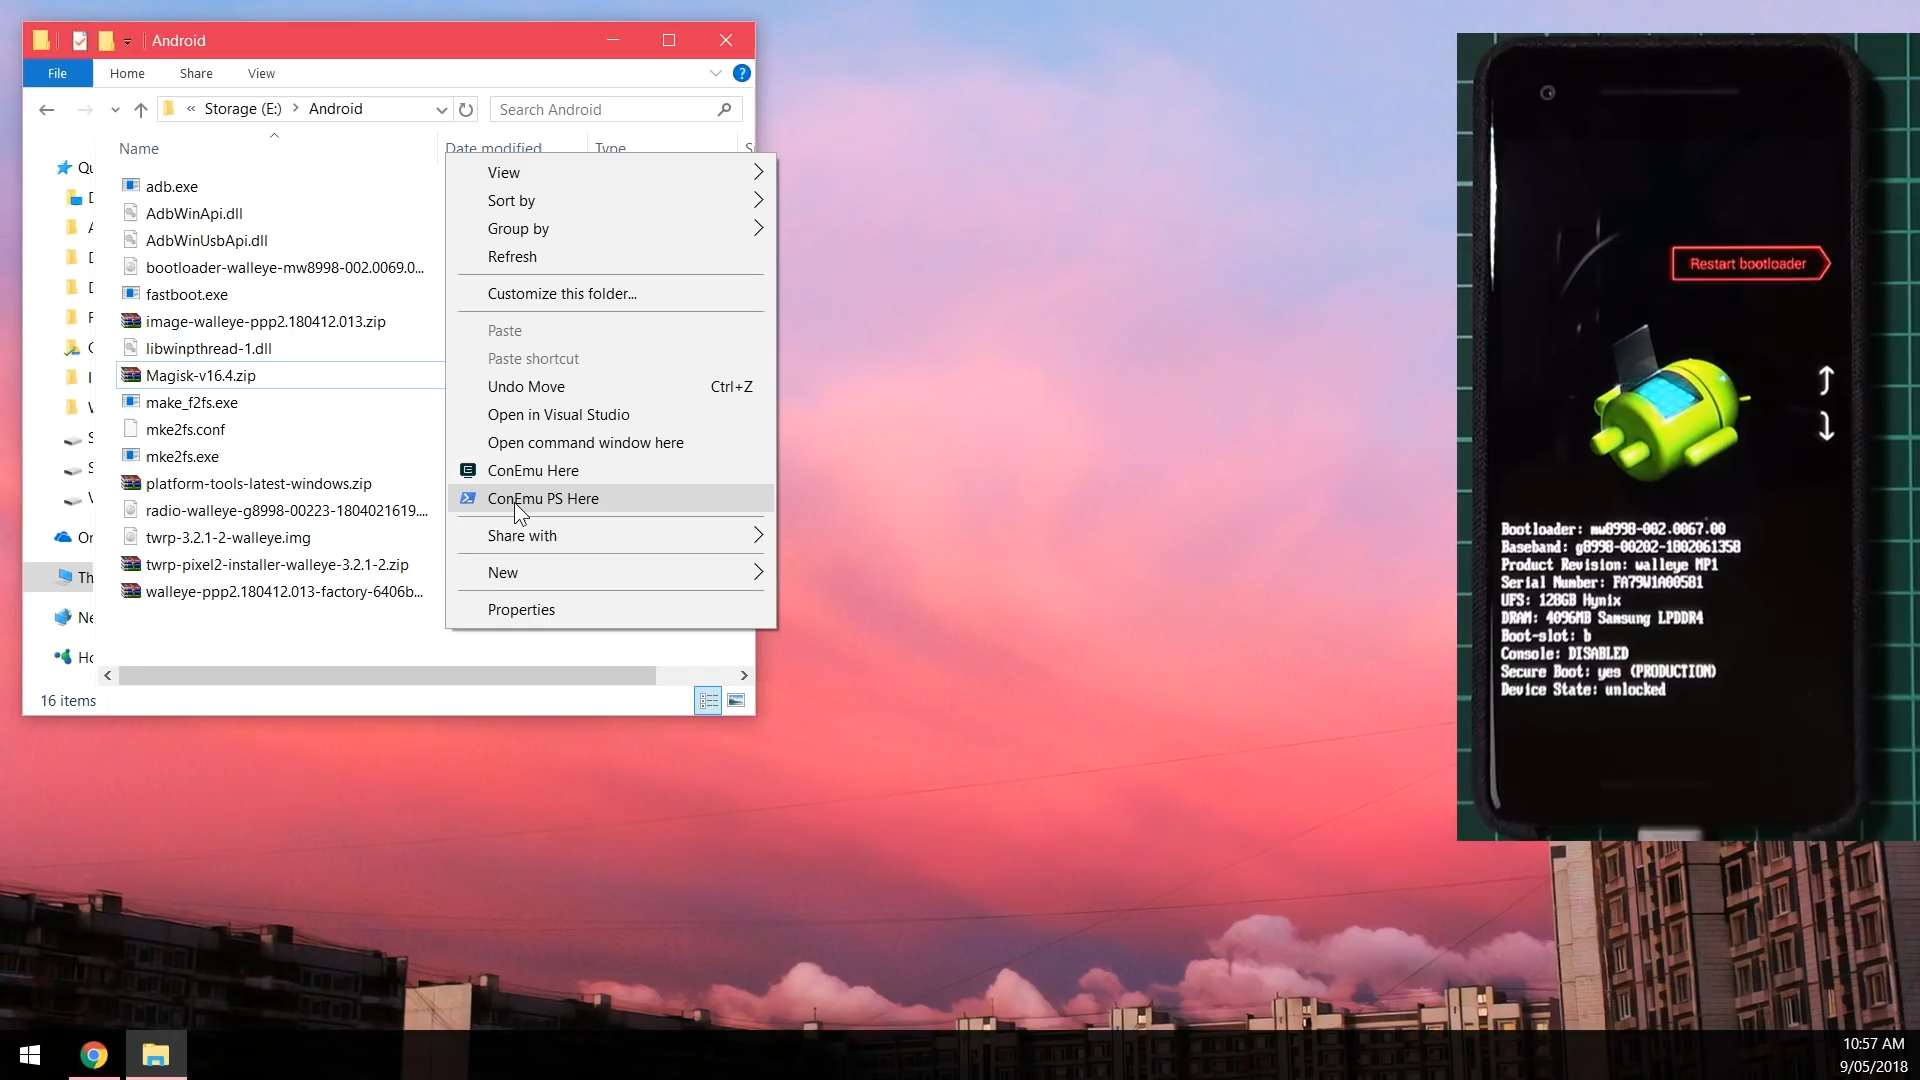 Android
File
Home
Share
View
Storage (E:)
Android
Search Android
Name
Date modified
Type
adb.exe
AdbWinApi.dll
AdbWinUsbApi.dll
bootloader-walleye-mw8998-002.0069.0...
fastboot.exe
image-walleye-ppp2.180412.013.zip
libwinpthread-1.dll
Magisk-v16.4.zip
make_f2fs.exe
mke2fs.conf
mke2fs.exe
platform-tools-latest-windows.zip
radio-walleye-g8998-00223-1804021619....
twrp-3.2.1-2-walleye.img
twrp-pixel2-installer-walleye-3.2.1-2.zip
walleye-ppp2.180412.013-factory-6406b...
16 items
View
Sort by
Group by
Refresh
Customize this folder...
Paste
Paste shortcut
Undo Move Ctrl+Z
Open in Visual Studio
Open command window here
ConEmu Here
ConEmu PS Here
Share with
New
Properties
Restart bootloader
Bootloader: mw8998-002.0067.00
Baseband: g8998-00202-1802061358
Product Revision: walleye MP1
Serial Number: FA79W1A00581
UFS: 128GB Hynix
DRAM: 4096MB Samsung LPDDR4
Boot-slot: b
Console: DISABLED
Secure Boot: yes (PRODUCTION)
Device State: unlocked
10:57 AM
9/05/2018